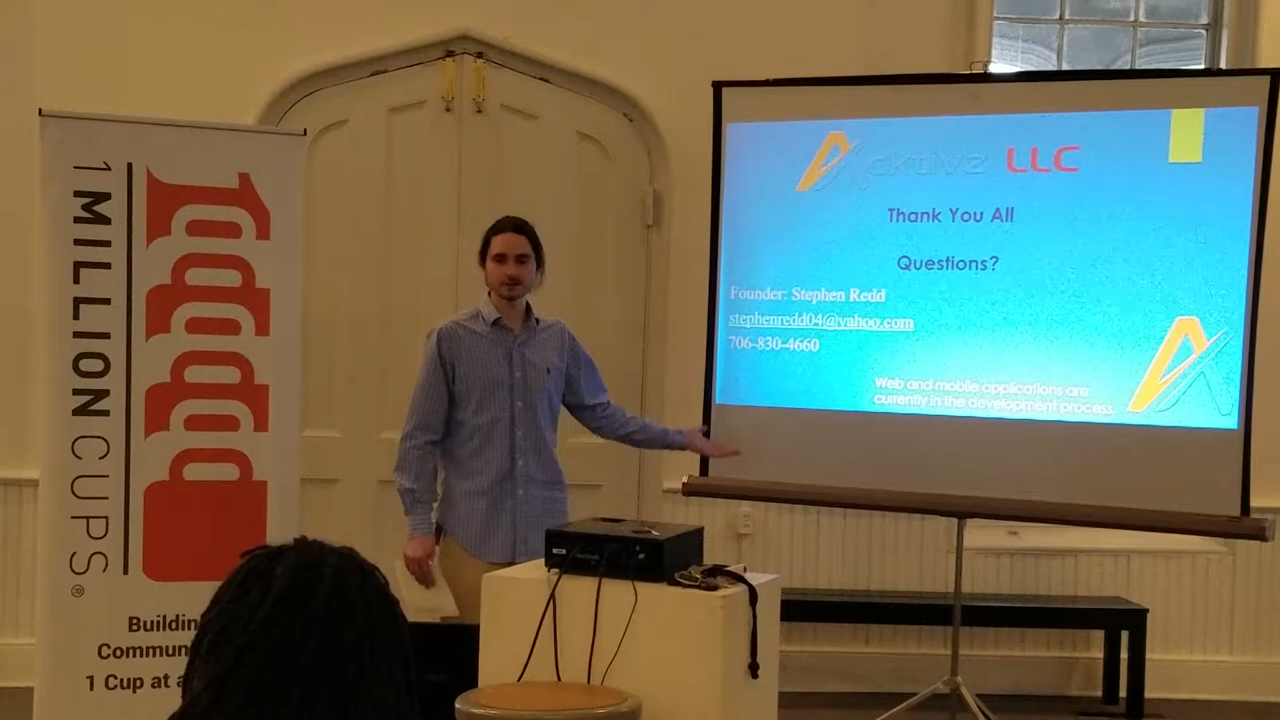 1 MILLION CUPS®
Buildin
Commun
1 Cup at a
aktivz LLC
Thank You All
Questions?
Founder: Stephen Redd
stephenredd04@yahoo.com
706-830-4660
Web and mobile applications are
currently in the development process.